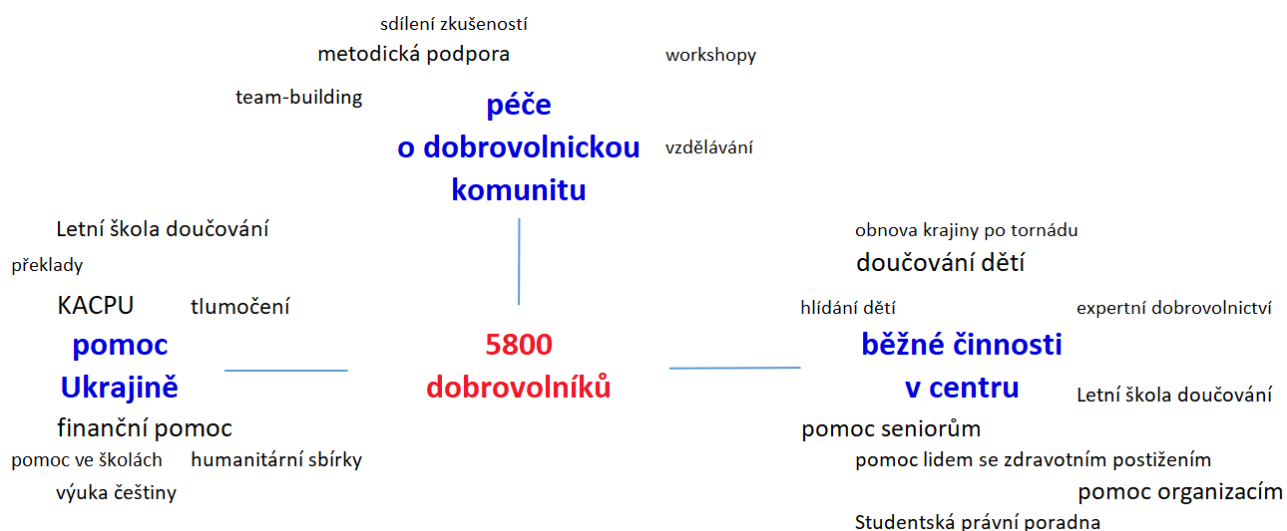 sdílení zkušeností
metodická podpora
workshopy
team-building
péče
o dobrovolnickou
komunitu
vzdělávání
Letní škola doučování
překlady
KACPU
tlumočení
pomoc
Ukrajině
finanční pomoc
pomoc ve školách
humanitární sbírky
výuka češtiny
5800
dobrovolníků
obnova krajiny po tornádu
doučování dětí
hlídání dětí
expertní dobrovolnictví
běžné činnosti
v centru
Letní škola doučování
pomoc seniorům
pomoc lidem se zdravotním postižením
pomoc organizacím
Studentská právní poradna